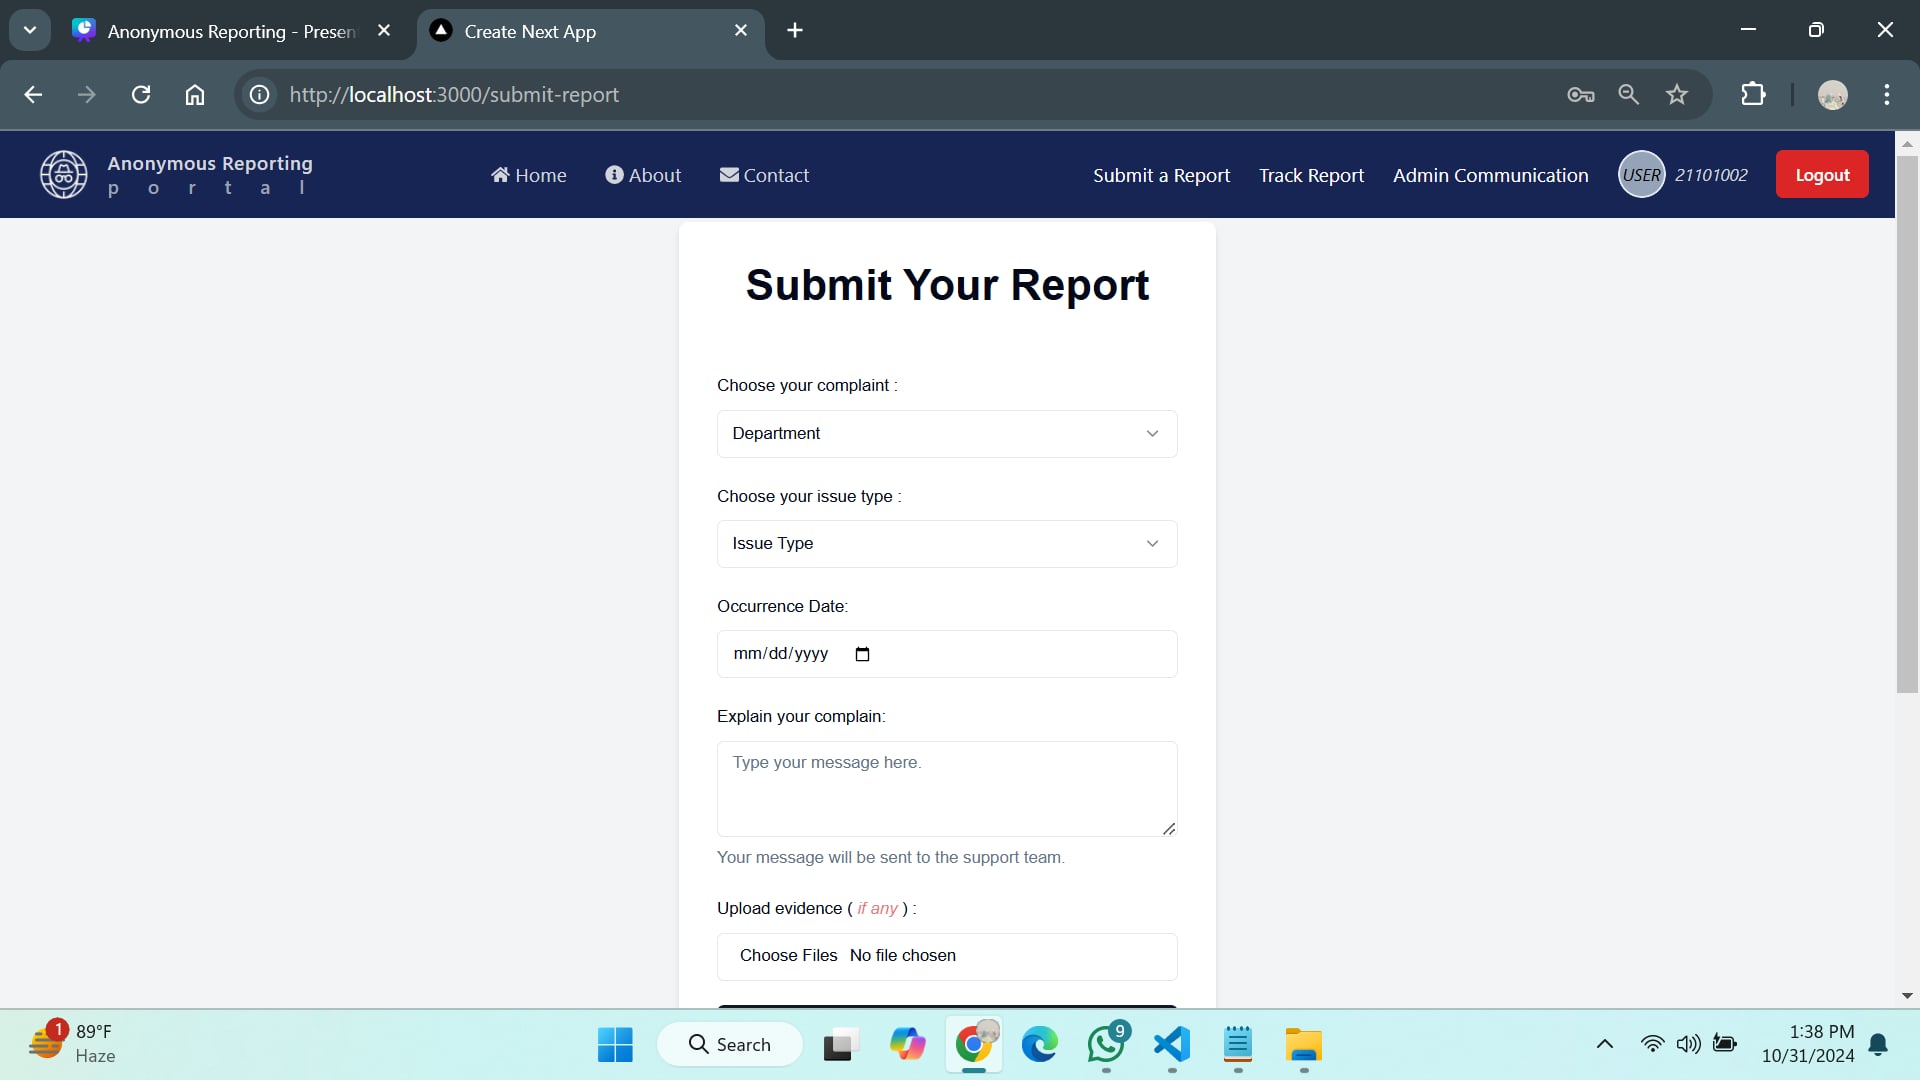 Anonymous Reporting - Presen
Create Next App
http://localhost:3000/submit-report
Anonymous Reporting
portal
Home
About
Contact
Submit a Report
Track Report
Admin Communication
USER
21101002
Logout
Submit Your Report
Choose your complaint :
Department
Choose your issue type :
Issue Type
Occurrence Date:
mm/dd/yyyy
Explain your complain:
Type your message here.
Your message will be sent to the support team.
Upload evidence ( if any ) :
Choose Files No file chosen
1
89°F
Haze
Search
9
1:38 PM
10/31/2024